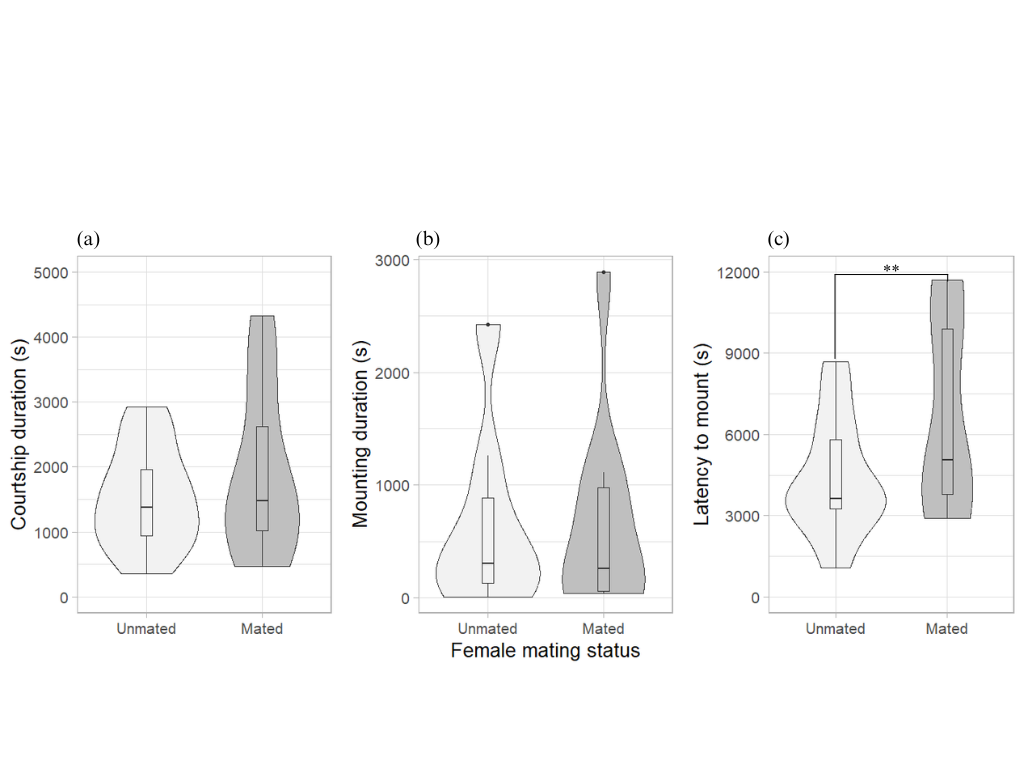 (a)
(b)
(c)
Courtship duration (s)
5000
4000
3000
2000
1000
0
Unmated
Mated
Mounting duration (s)
3000
2000
1000
0
Unmated
Mated
Female mating status
Latency to mount (s)
12000
9000
6000
3000
0
**
Unmated
Mated